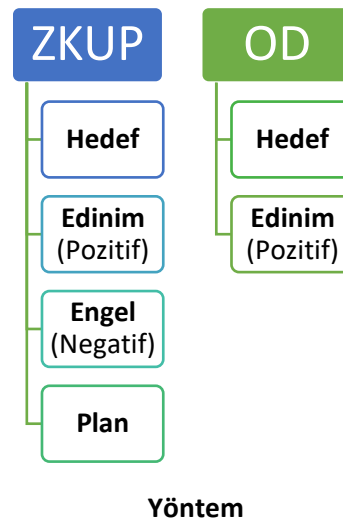 ZKUP
Hedef
Edinim
(Pozitif)
Engel
(Negatif)
Plan
OD
Hedef
Edinim
(Pozitif)
Yöntem